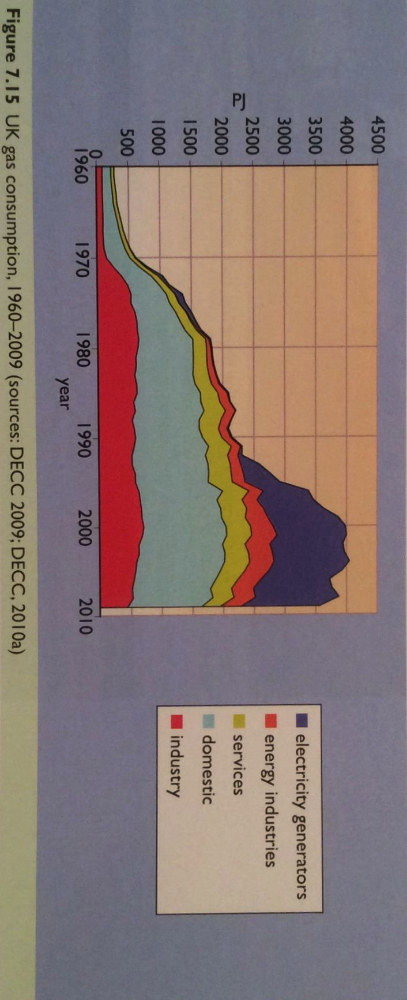 4500
4000
3500
3000
PJ 2500
2000
1500
1000
500
0
1960 1970 1980 1990 2000 2010
year
electricity generators
energy industries
services
domestic
industry
Figure 7.15 UK gas consumption, 1960–2009 (sources: DECC 2009; DECC, 2010a)